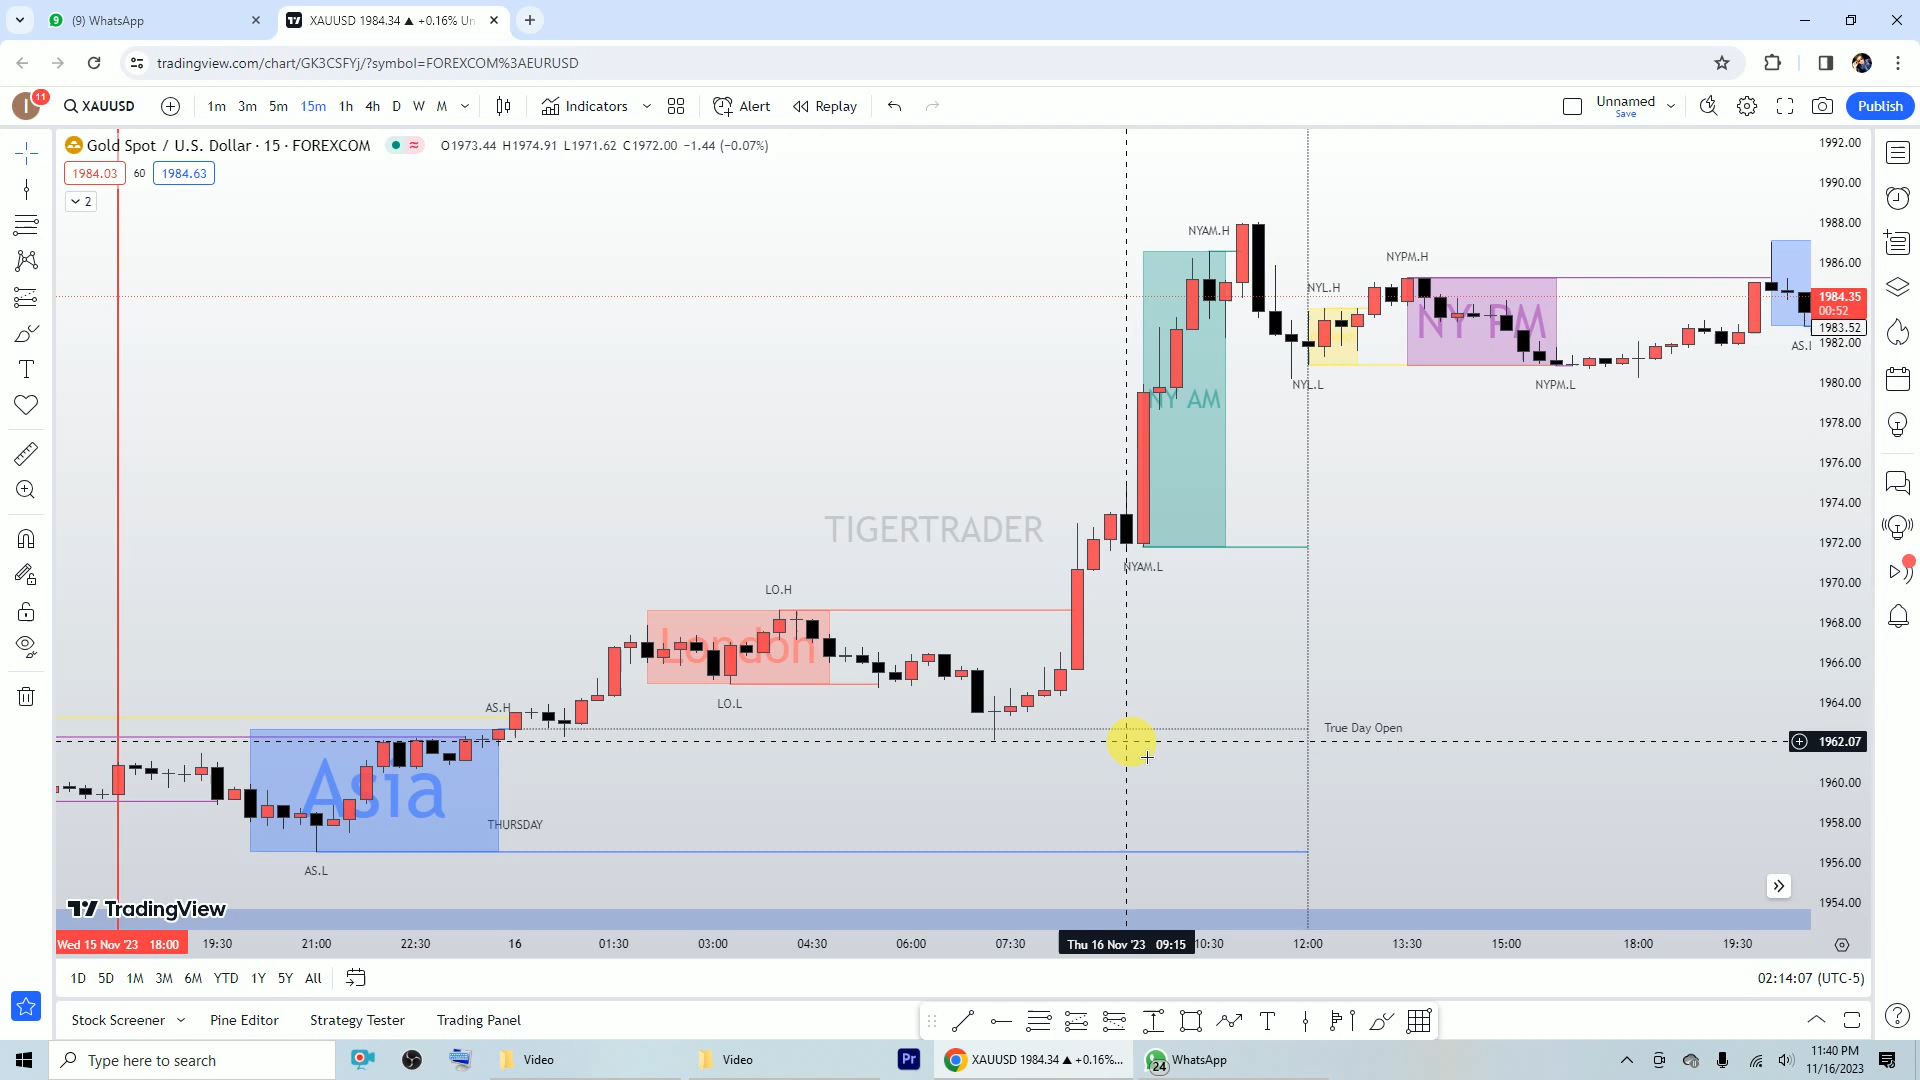 (9) WhatsApp
XAUUSD 1984.34 ▲ +0.16% Un
tradingview.com/chart/GK3CSFYj/?symbol=FOREXCOM%3AEURUSD
I 11 XAUUSD 1m 3m 5m 15m 1h 4h D W M Indicators Alert Replay Unnamed Save Publish
Gold Spot / U.S. Dollar · 15 · FOREXCOM O1973.44 H1974.91 L1971.62 C1972.00 −1.44 (−0.07%)
1984.03 60 1984.63
2
1992.00
1990.00
1988.00
1986.00
1984.35
00:52
1983.52
1982.00
1980.00
1978.00
1976.00
1974.00
1972.00
1970.00
1968.00
1966.00
1964.00
1962.07
1960.00
1958.00
1956.00
1954.00
NYAM.H
NYPM.H
NYL.H
NY PM
NYL.L
NYPM.L
NY AM
TIGERTRADER
NYAM.L
LO.H
London
LO.L
AS.H
True Day Open
Asia
THURSDAY
AS.L
TradingView
Wed 15 Nov '23 18:00 19:30 21:00 22:30 16 01:30 03:00 04:30 06:00 07:30 Thu 16 Nov '23 09:15 10:30 12:00 13:30 15:00 18:00 19:30
1D 5D 1M 3M 6M YTD 1Y 5Y All 02:14:07 (UTC-5)
Stock Screener Pine Editor Strategy Tester Trading Panel
Type here to search Video Video Pr XAUUSD 1984.34 ▲ +0.16%... 24 WhatsApp 11:40 PM
11/16/2023